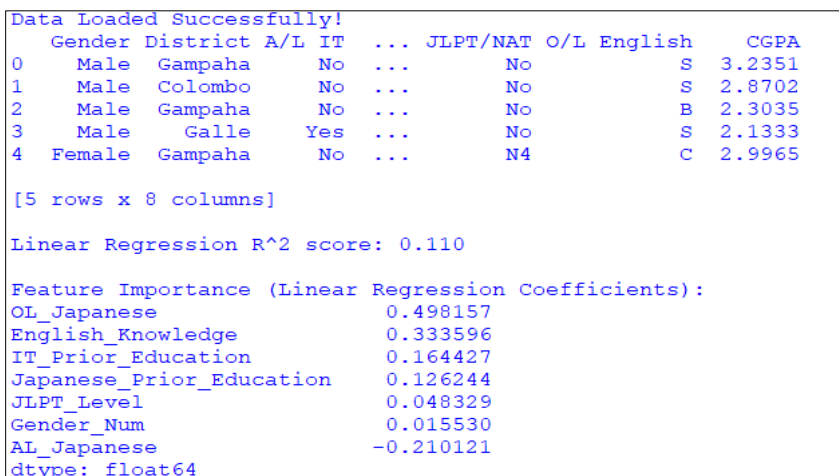 Data Loaded Successfully!
   Gender District A/L IT  ... JLPT/NAT O/L English    CGPA
0    Male  Gampaha     No  ...       No           S  3.2351
1    Male  Colombo     No  ...       No           S  2.8702
2    Male  Gampaha     No  ...       No           B  2.3035
3    Male    Galle    Yes  ...       No           S  2.1333
4  Female  Gampaha     No  ...       N4           C  2.9965
[5 rows x 8 columns]
Linear Regression R^2 score: 0.110
Feature Importance (Linear Regression Coefficients):
OL_Japanese                 0.498157
English_Knowledge           0.333596
IT_Prior_Education          0.164427
Japanese_Prior_Education    0.126244
JLPT_Level                  0.048329
Gender_Num                  0.015530
AL_Japanese                -0.210121
dtype: float64